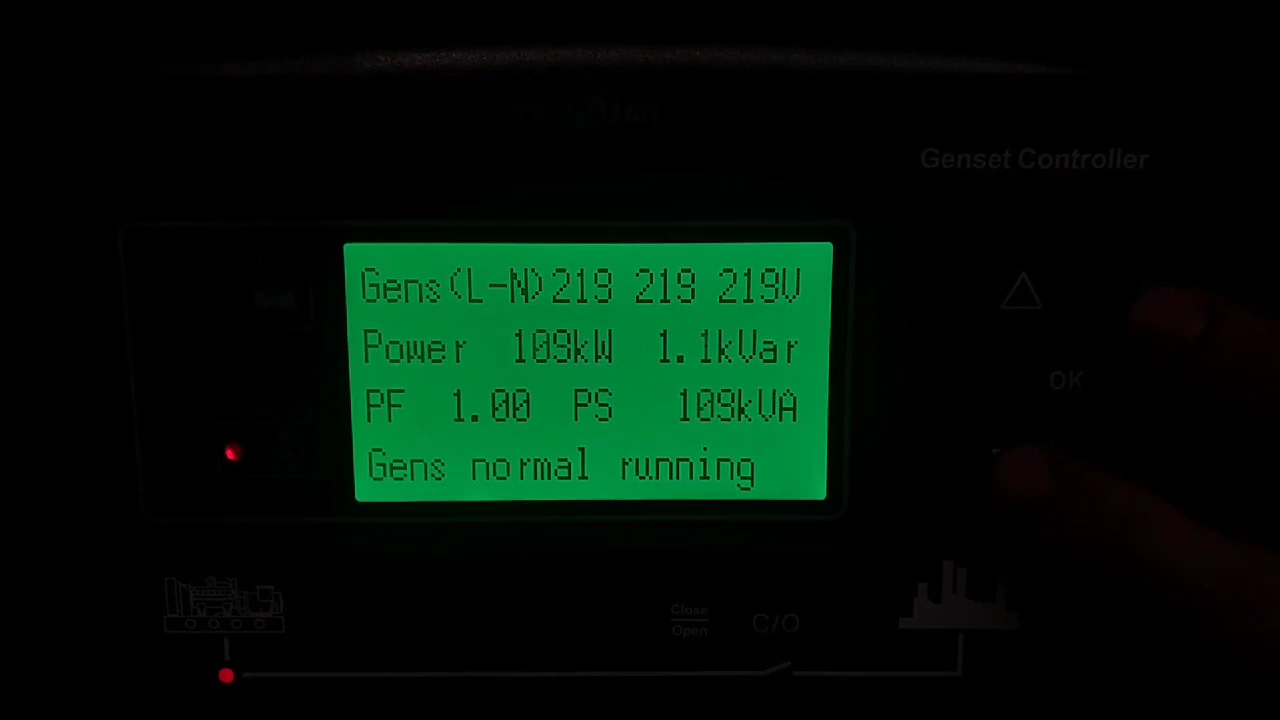 Genset Controller
Gens(L-N)219 219 219V
Power 109kW 1.1kVar
PF 1.00 PS 109kVA
Gens normal running
OK
Close
Open
C/O